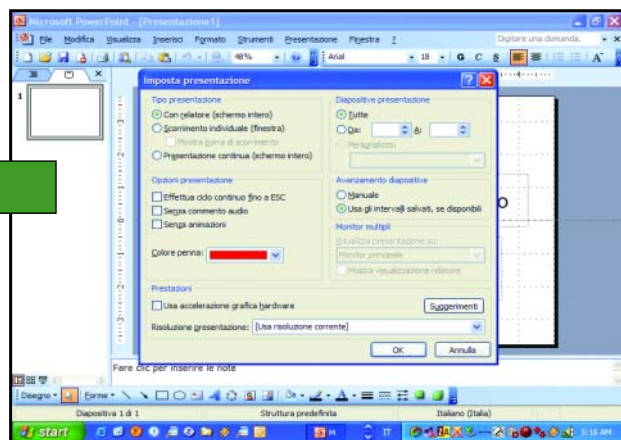 Microsoft PowerPoint - [Presentazione1]
File Modifica Visualizza Inserisci Formato Strumenti Presentazione Finestra ? Digitare una domanda.
48% Arial 18 G C S A
1
Imposta presentazione
Tipo presentazione
Con relatore (schermo intero)
Scorrimento individuale (finestra)
Mostra barra di scorrimento
Presentazione continua (schermo intero)
Diapositive presentazione
Tutte
Da: A:
Personalizza:
Opzioni presentazione
Effettua ciclo continuo fino a ESC
Senza commento audio
Senza animazioni
Colore penna:
Avanzamento diapositive
Manuale
Usa gli intervalli salvati, se disponibili
Monitor multipli
Visualizza presentazione su:
Monitor principale
Mostra visualizzazione relatore
Prestazioni
Usa accelerazione grafica hardware
Suggerimenti
Risoluzione presentazione: [Usa risoluzione corrente]
OK Annulla
o
Fare clic per inserire le note
Disegno Forme
Diapositiva 1 di 1 Struttura predefinita Italiano (Italia)
start M IT 5:16 AM